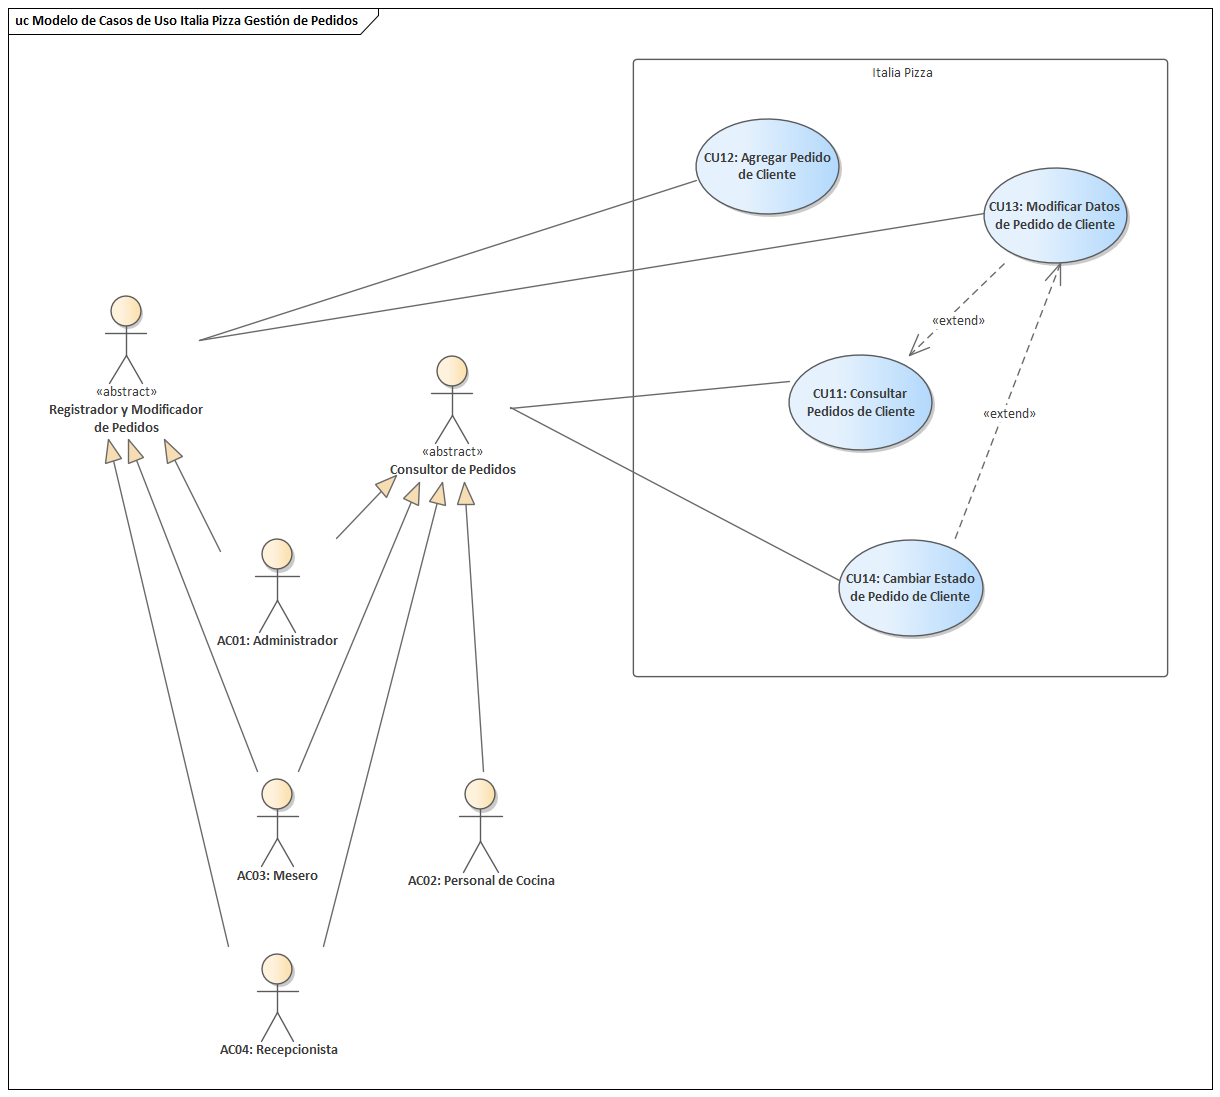 uc Modelo de Casos de Uso Italia Pizza Gestión de Pedidos
Italia Pizza
CU12: Agregar Pedido
de Cliente
CU13: Modificar Datos
de Pedido de Cliente
«extend»
«abstract»
Registrador y Modificador
de Pedidos
CU11: Consultar
Pedidos de Cliente
«extend»
«abstract»
Consultor de Pedidos
CU14: Cambiar Estado
de Pedido de Cliente
AC01: Administrador
AC03: Mesero
AC02: Personal de Cocina
AC04: Recepcionista